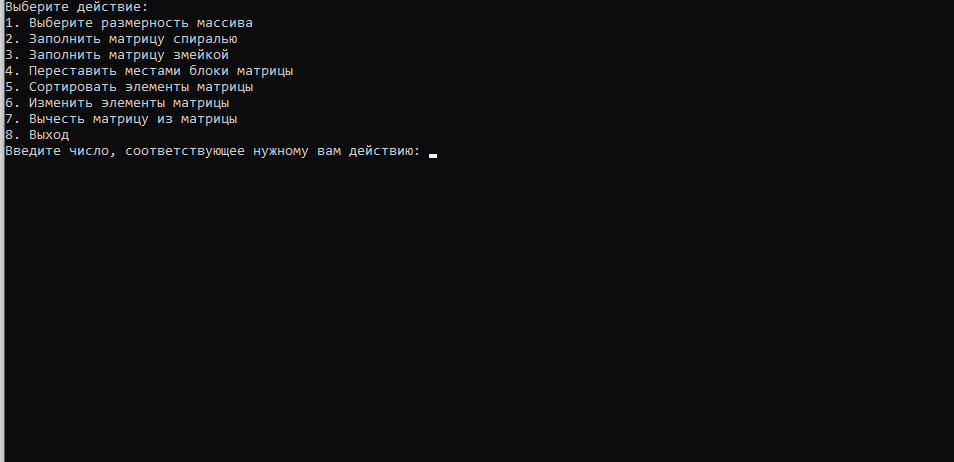 Выберите действие:
1. Выберите размерность массива
2. Заполнить матрицу спиралью
3. Заполнить матрицу змейкой
4. Переставить местами блоки матрицы
5. Сортировать элементы матрицы
6. Изменить элементы матрицы
7. Вычесть матрицу из матрицы
8. Выход
Введите число, соответствующее нужному вам действию: